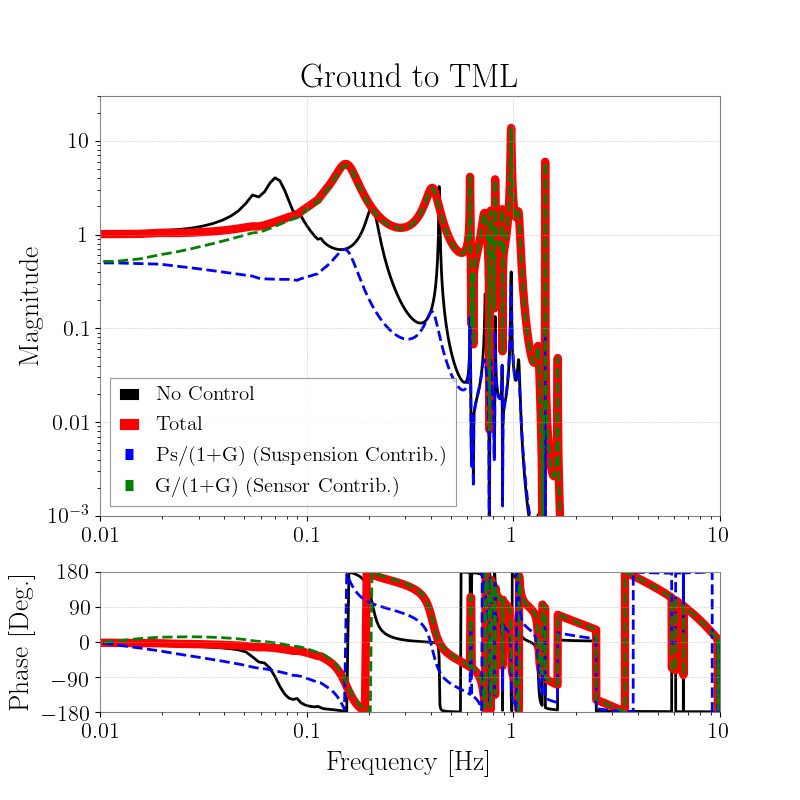 Ground to TML
10
1
0.1
0.01
10⁻³
Magnitude
No Control
Total
Ps/(1+G) (Suspension Contrib.)
G/(1+G) (Sensor Contrib.)
0.01 0.1 1 10
180
90
0
−90
−180
Phase [Deg.]
0.01 0.1 1 10
Frequency [Hz]